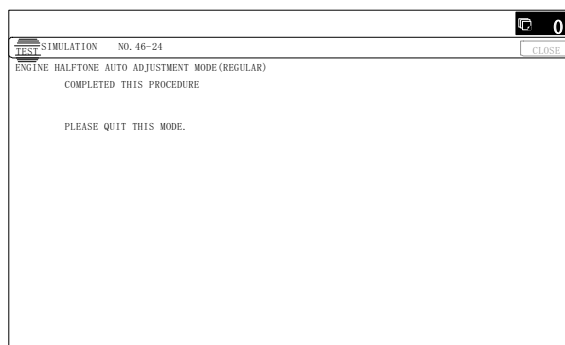 0
TEST SIMULATION NO.46-24
CLOSE
ENGINE HALFTONE AUTO ADJUSTMENT MODE(REGULAR)
COMPLETED THIS PROCEDURE
PLEASE QUIT THIS MODE.